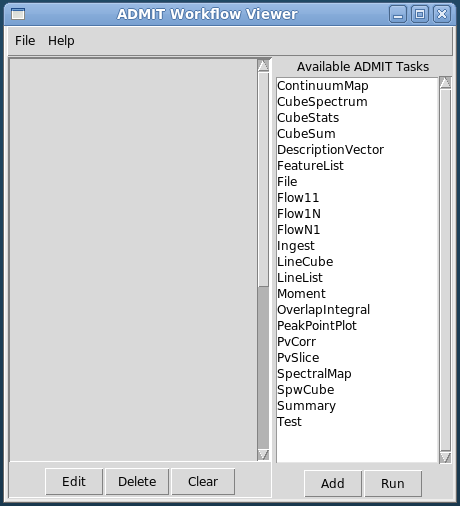 ADMIT Workflow Viewer
File Help
Available ADMIT Tasks
ContinuumMap
CubeSpectrum
CubeStats
CubeSum
DescriptionVector
FeatureList
File
Flow11
Flow1N
FlowN1
Ingest
LineCube
LineList
Moment
OverlapIntegral
PeakPointPlot
PvCorr
PvSlice
SpectralMap
SpwCube
Summary
Test
Edit Delete Clear Add Run